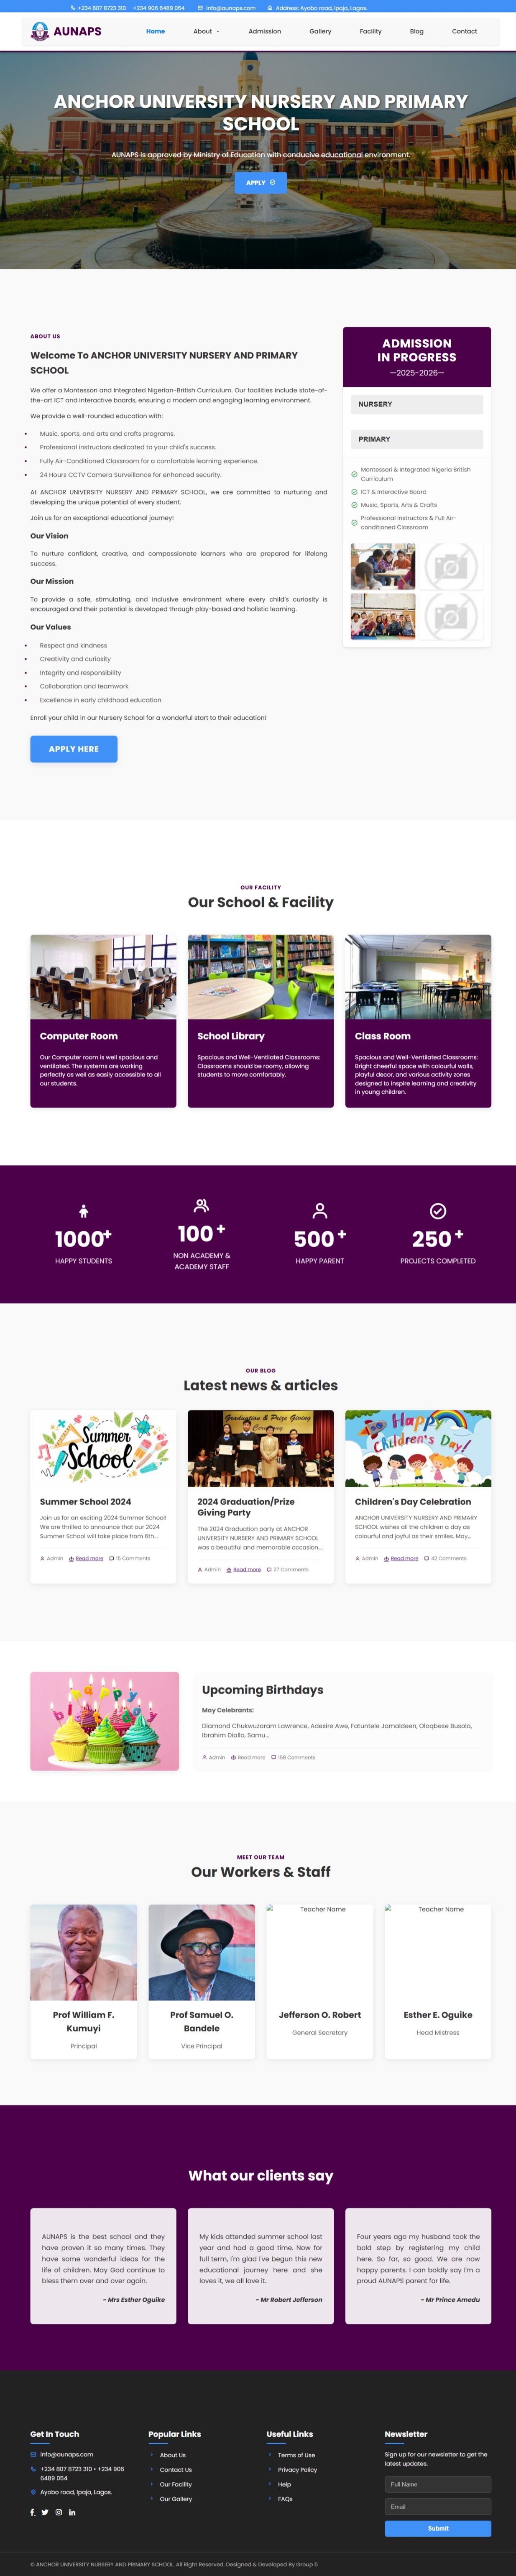 +234 807 8723 310 +234 906 6489 054 info@aunaps.com Address: Ayobo road, Ipaja, Lagos.
AUNAPS Home About Admission Gallery Facility Blog Contact
ANCHOR UNIVERSITY NURSERY AND PRIMARY
SCHOOL
AUNAPS is approved by Ministry of Education with conducive educational environment.
APPLY
ABOUT US
Welcome To ANCHOR UNIVERSITY NURSERY AND PRIMARY
SCHOOL
We offer a Montessori and Integrated Nigerian-British Curriculum. Our facilities include state-of-
the-art ICT and Interactive boards, ensuring a modern and engaging learning environment.
We provide a well-rounded education with:
• Music, sports, and arts and crafts programs.
• Professional instructors dedicated to your child's success.
• Fully Air-Conditioned Classroom for a comfortable learning experience.
• 24 Hours CCTV Camera Surveillance for enhanced security.
At ANCHOR UNIVERSITY NURSERY AND PRIMARY SCHOOL, we are committed to nurturing and
developing the unique potential of every student.
Join us for an exceptional educational journey!
Our Vision
To nurture confident, creative, and compassionate learners who are prepared for lifelong
success.
Our Mission
To provide a safe, stimulating, and inclusive environment where every child's curiosity is
encouraged and their potential is developed through play-based and holistic learning.
Our Values
• Respect and kindness
• Creativity and curiosity
• Integrity and responsibility
• Collaboration and teamwork
• Excellence in early childhood education
Enroll your child in our Nursery School for a wonderful start to their education!
APPLY HERE
ADMISSION
IN PROGRESS
—2025-2026—
NURSERY
PRIMARY
Montessori & Integrated Nigeria British
Curriculum
ICT & Interactive Board
Music, Sports, Arts & Crafts
Professional Instructors & Full Air-
conditioned Classroom
OUR FACILITY
Our School & Facility
Computer Room
Our Computer room is well spacious and
ventilated. The systems are working
perfectly as well as easily accessible to all
our students.
School Library
Spacious and Well-Ventilated Classrooms:
Classrooms should be roomy, allowing
students to move comfortably.
Class Room
Spacious and Well-Ventilated Classrooms:
Bright cheerful space with colourful walls,
playful decor, and various activity zones
designed to inspire learning and creativity
in young children.
1000+
HAPPY STUDENTS
100 +
NON ACADEMY &
ACADEMY STAFF
500 +
HAPPY PARENT
250 +
PROJECTS COMPLETED
OUR BLOG
Latest news & articles
Summer
School
Summer School 2024
Join us for an exciting 2024 Summer School!
We are thrilled to announce that our 2024
Summer School will take place from 8th...
Admin Read more 15 Comments
Graduation & Prize Giving
Ceremony
2024 Graduation/Prize
Giving Party
The 2024 Graduation party at ANCHOR
UNIVERSITY NURSERY AND PRIMARY SCHOOL
was a beautiful and memorable occasion....
Admin Read more 27 Comments
Happy
Children's Day!
Children's Day Celebration
ANCHOR UNIVERSITY NURSERY AND PRIMARY
SCHOOL wishes all the children a day as
colourful and joyful as their smiles. May...
Admin Read more 42 Comments
happy
bday
Upcoming Birthdays
May Celebrants:
Diamond Chukwuzaram Lawrence, Adesire Awe, Fatuntele Jamaldeen, Oloqbese Busola,
Ibrahim Diallo, Samu...
Admin Read more 156 Comments
MEET OUR TEAM
Our Workers & Staff
Prof William F.
Kumuyi
Principal
Prof Samuel O.
Bandele
Vice Principal
Teacher Name
Jefferson O. Robert
General Secretary
Teacher Name
Esther E. Oguike
Head Mistress
What our clients say
AUNAPS is the best school and they
have proven it so many times. They
have some wonderful ideas for the
life of children. May God continue to
bless them over and over again.
- Mrs Esther Oguike
My kids attended summer school last
year and had a good time. Now for
full term, I'm glad I've begun this new
educational journey here and she
loves it, we all love it.
- Mr Robert Jefferson
Four years ago my husband took the
bold step by registering my child
here. So far, so good. We are now
happy parents. I can boldly say I'm a
proud AUNAPS parent for life.
- Mr Prince Amedu
Get In Touch
info@aunaps.com
+234 807 8723 310 • +234 906
6489 054
Ayobo road, Ipaja, Lagos.
Popular Links
About Us
Contact Us
Our Facility
Our Gallery
Useful Links
Terms of Use
Privacy Policy
Help
FAQs
Newsletter
Sign up for our newsletter to get the
latest updates.
Full Name
Email
Submit
© ANCHOR UNIVERSITY NURSERY AND PRIMARY SCHOOL. All Right Reserved. Designed & Developed By Group 5